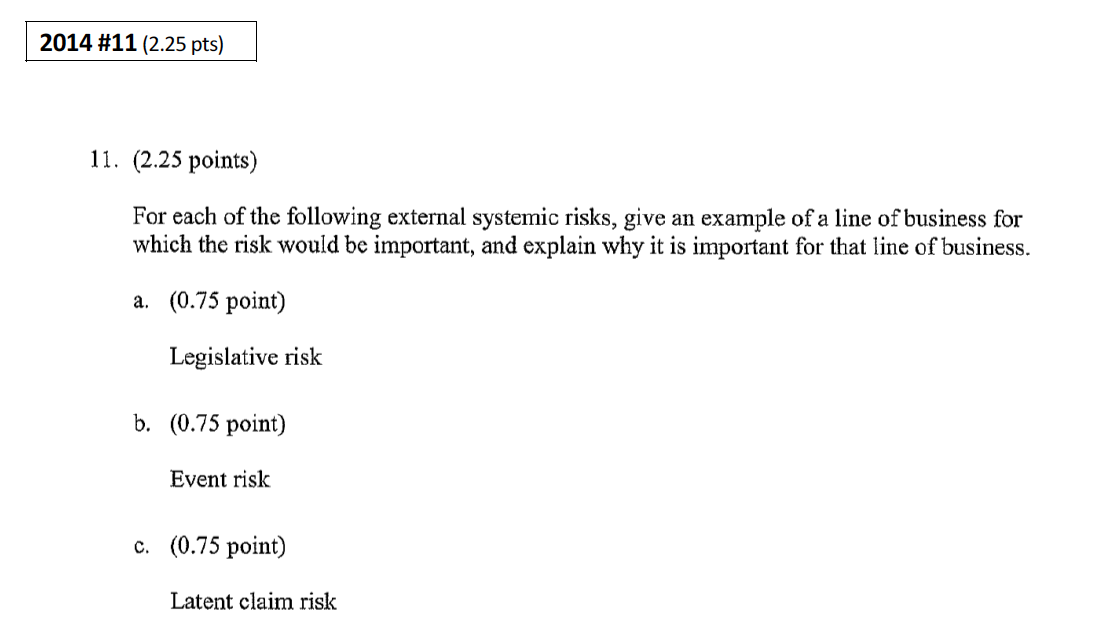 2014 #11 (2.25 pts)
11. (2.25 points)
For each of the following external systemic risks, give an example of a line of business for
which the risk would be important, and explain why it is important for that line of business.
a. (0.75 point)
Legislative risk
b. (0.75 point)
Event risk
c. (0.75 point)
Latent claim risk